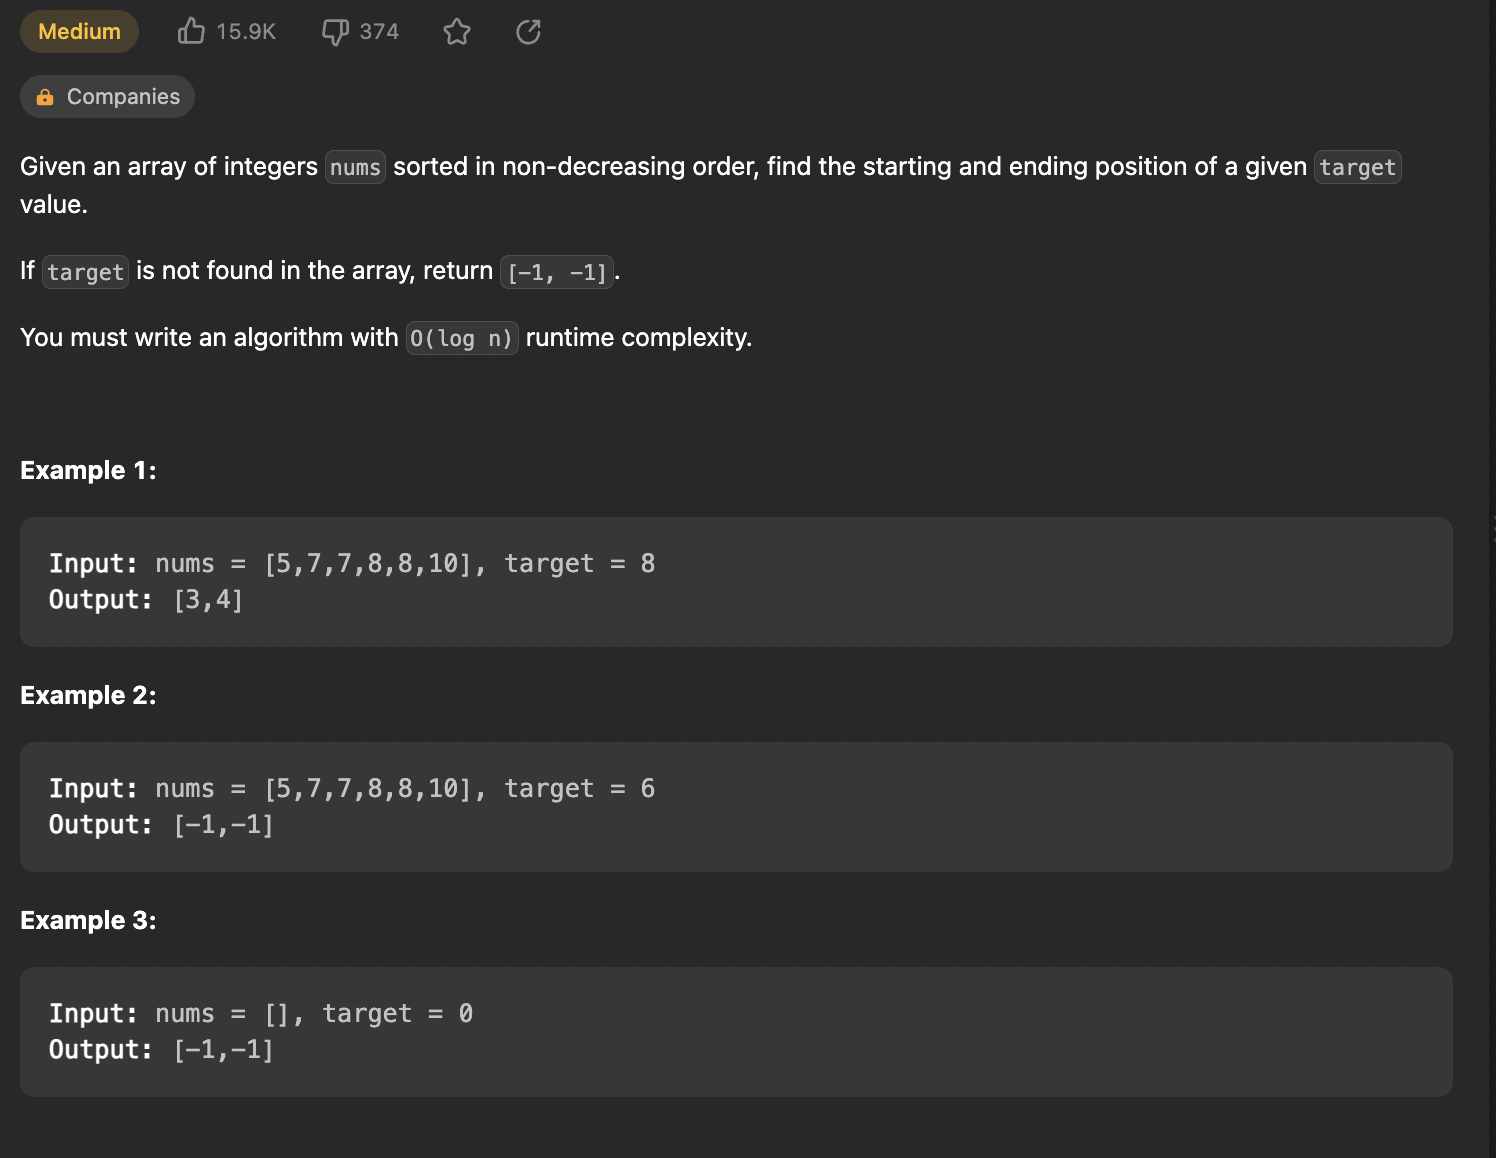 Medium 15.9K 374
Companies
Given an array of integers nums sorted in non-decreasing order, find the starting and ending position of a given target
value.
If target is not found in the array, return [-1, -1].
You must write an algorithm with O(log n) runtime complexity.
Example 1:
Input: nums = [5,7,7,8,8,10], target = 8
Output: [3,4]
Example 2:
Input: nums = [5,7,7,8,8,10], target = 6
Output: [-1,-1]
Example 3:
Input: nums = [], target = 0
Output: [-1,-1]